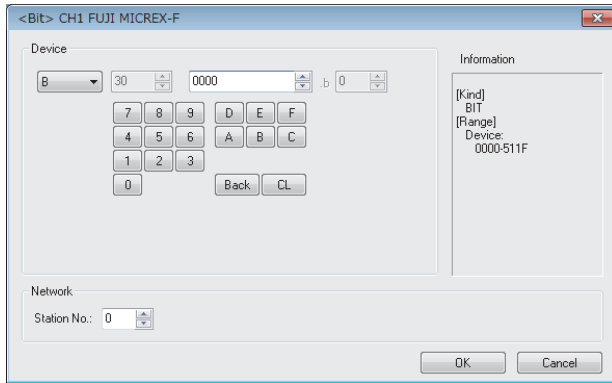 <Bit> CH1 FUJI MICREX-F
Device
B 30 0000 .b 0
7 8 9 D E F
4 5 6 A B C
1 2 3
0 Back CL
Information
[Kind]
BIT
[Range]
Device:
0000-511F
Network
Station No.: 0
OK Cancel